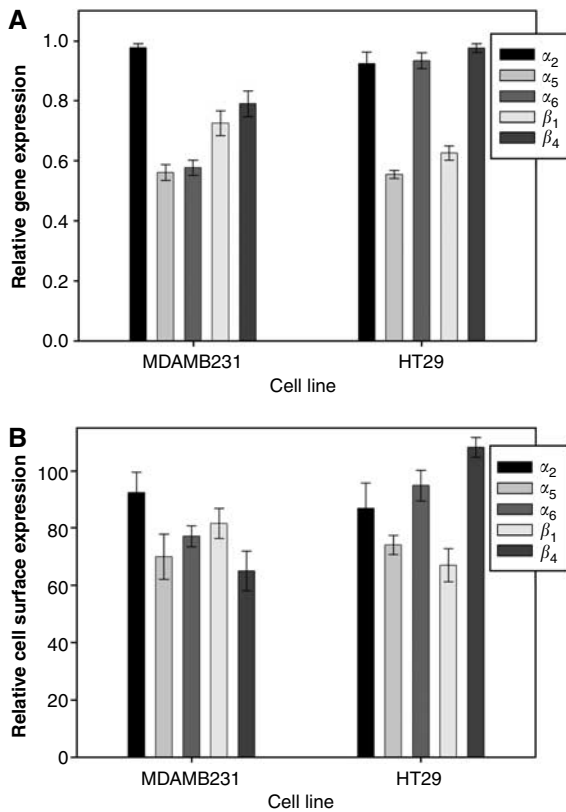 A
Relative gene expression
1.0
0.8
0.6
0.4
0.2
0.0
α2
α5
α6
β1
β4
MDAMB231 HT29
Cell line
B
Relative cell surface expression
100
80
60
40
20
0
α2
α5
α6
β1
β4
MDAMB231 HT29
Cell line